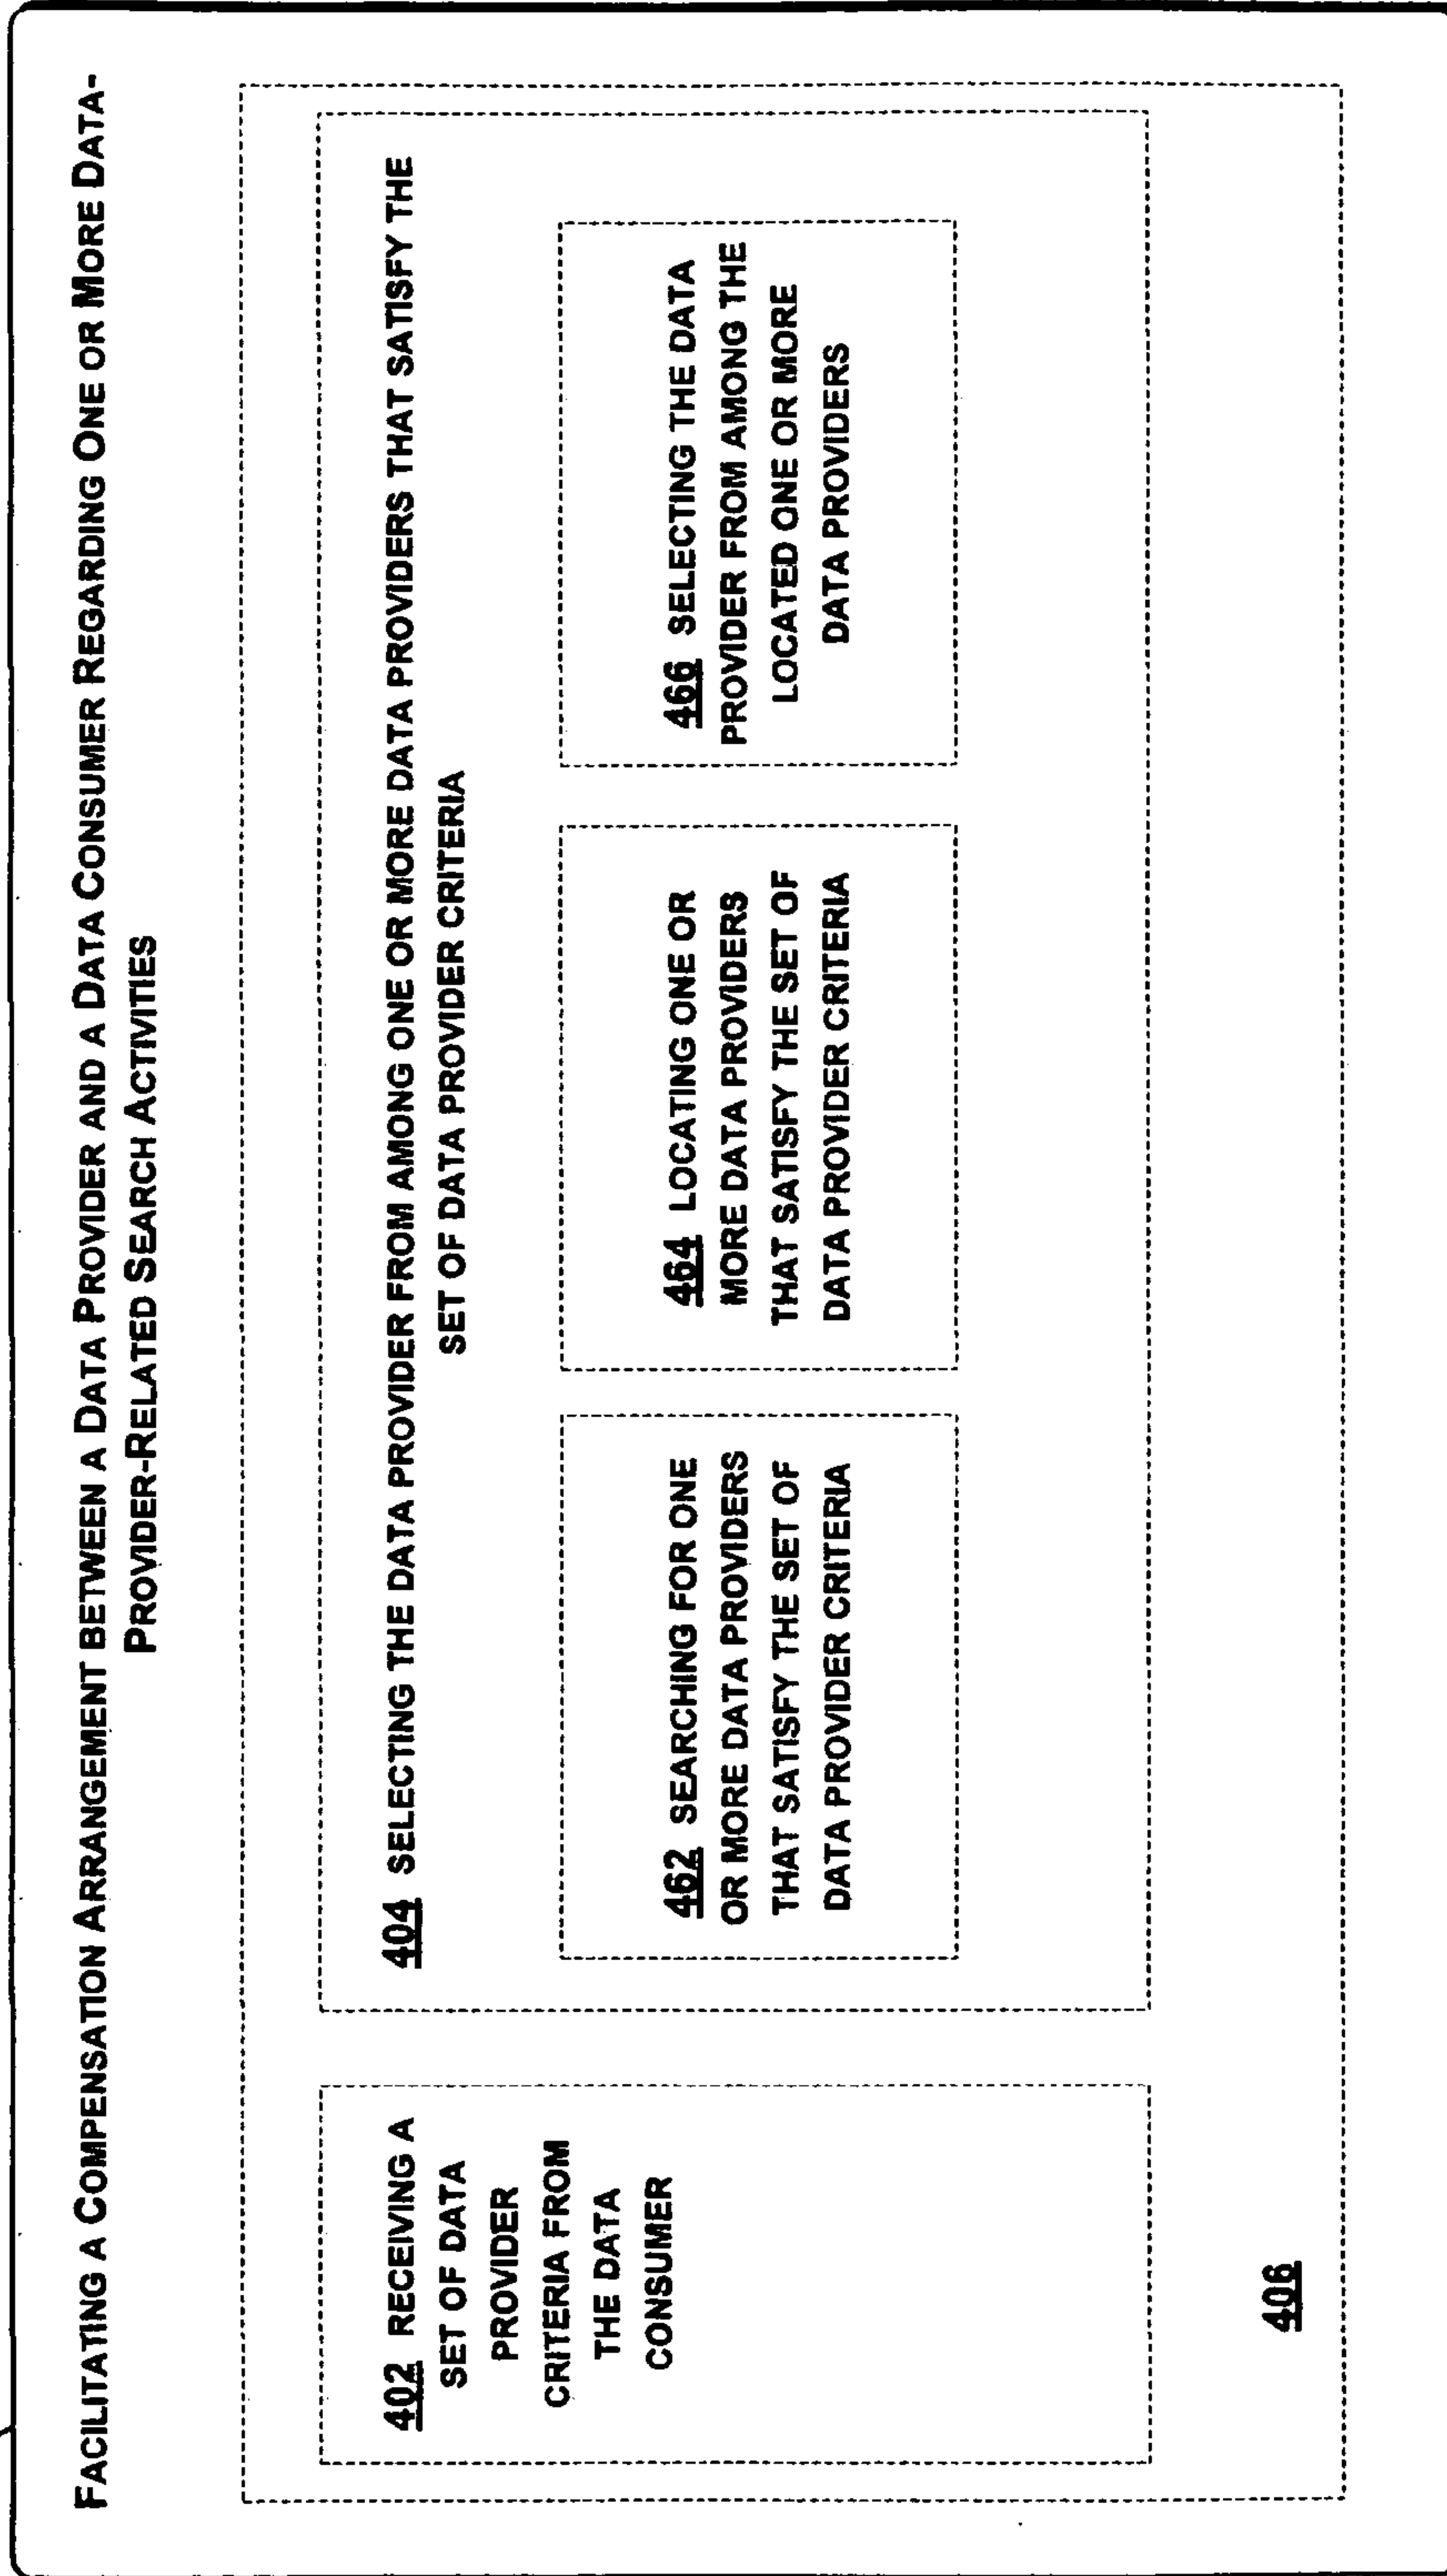 FACILITATING A COMPENSATION ARRANGEMENT BETWEEN A DATA PROVIDER AND A DATA CONSUMER REGARDING ONE OR MORE DATA-
PROVIDER-RELATED SEARCH ACTIVITIES
402 RECEIVING A
SET OF DATA
PROVIDER
CRITERIA FROM
THE DATA
CONSUMER
404 SELECTING THE DATA PROVIDER FROM AMONG ONE OR MORE DATA PROVIDERS THAT SATISFY THE
SET OF DATA PROVIDER CRITERIA
462 SEARCHING FOR ONE
OR MORE DATA PROVIDERS
THAT SATISFY THE SET OF
DATA PROVIDER CRITERIA
464 LOCATING ONE OR
MORE DATA PROVIDERS
THAT SATISFY THE SET OF
DATA PROVIDER CRITERIA
466 SELECTING THE DATA
PROVIDER FROM AMONG THE
LOCATED ONE OR MORE
DATA PROVIDERS
406